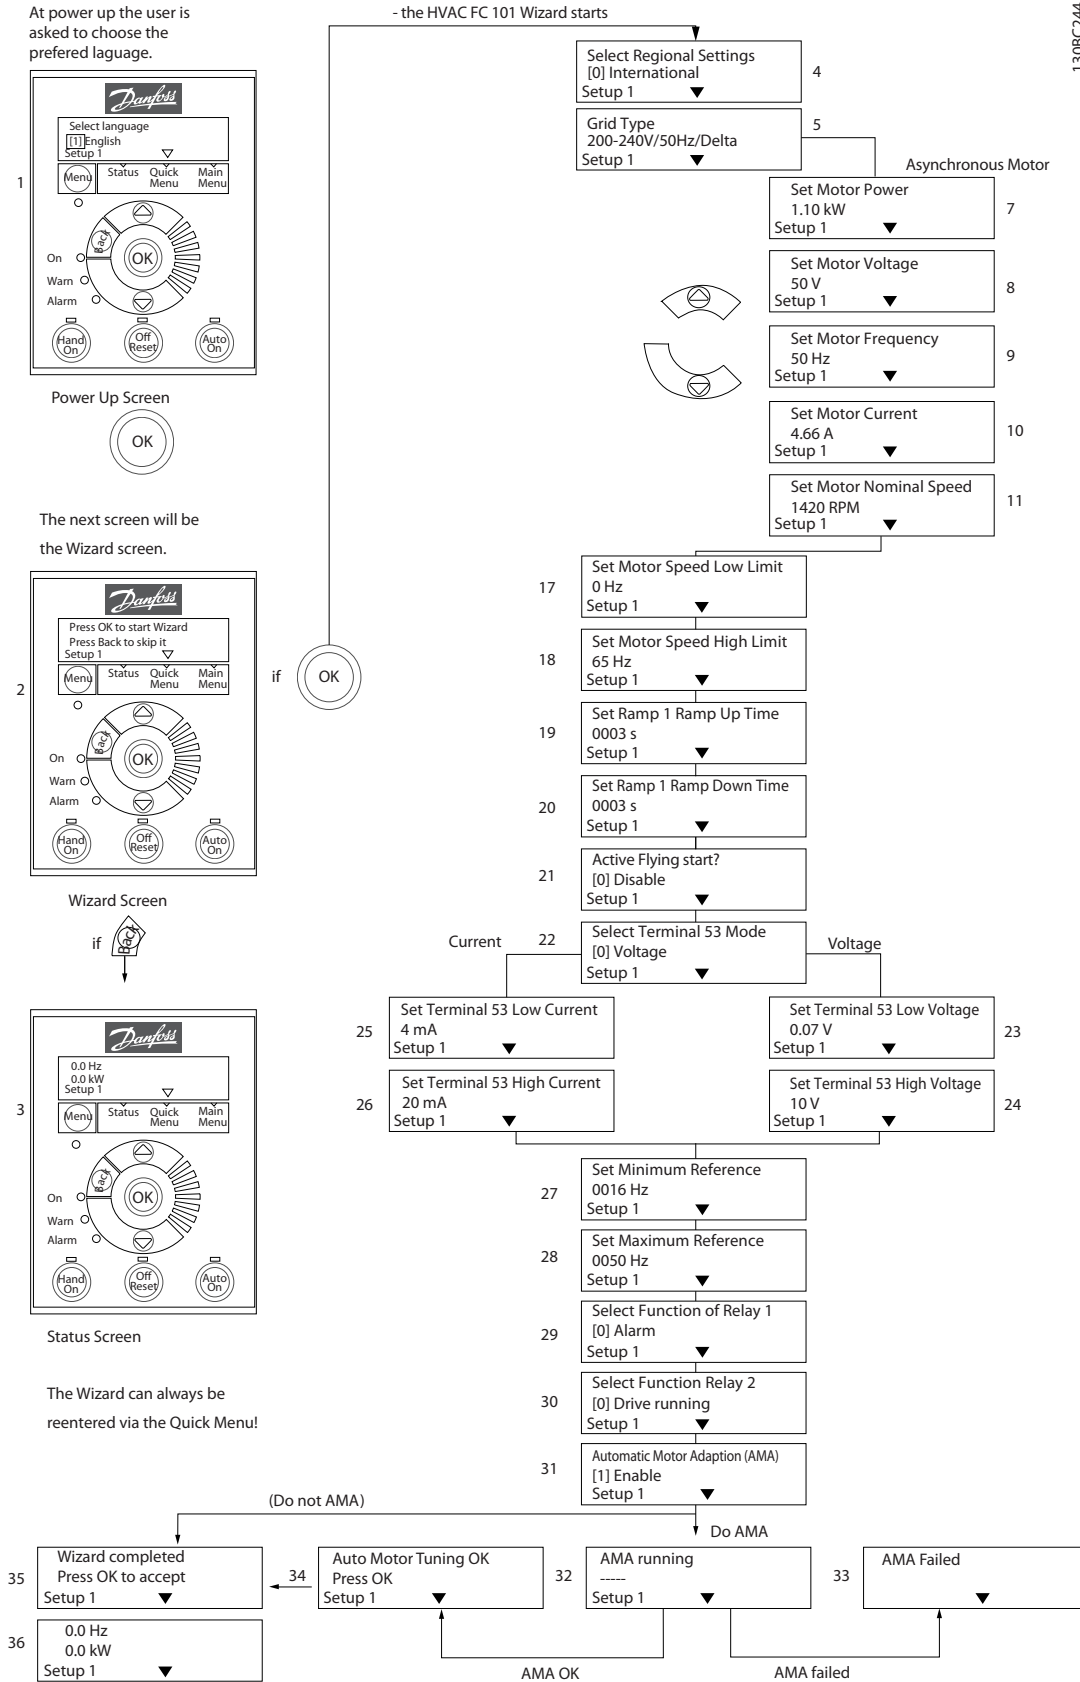 At power up the user is
asked to choose the
prefered laguage.
- the HVAC FC 101 Wizard starts
130BC244
Danfoss
Select language
[1] English
Setup 1
1
Menu
Status
Quick
Menu
Main
Menu
Back
OK
On
Warn
Alarm
Hand
On
Off
Reset
Auto
On
Power Up Screen
OK
The next screen will be
the Wizard screen.
Danfoss
Press OK to start Wizard
Press Back to skip it
Setup 1
2
Menu
Status
Quick
Menu
Main
Menu
Back
OK
On
Warn
Alarm
Hand
On
Off
Reset
Auto
On
if
OK
Wizard Screen
if
Back
Danfoss
0.0 Hz
0.0 kW
Setup 1
3
Menu
Status
Quick
Menu
Main
Menu
Back
OK
On
Warn
Alarm
Hand
On
Off
Reset
Auto
On
Status Screen
The Wizard can always be
reentered via the Quick Menu!
Select Regional Settings
[0] International
Setup 1
4
Grid Type
200-240V/50Hz/Delta
Setup 1
5
Asynchronous Motor
Set Motor Power
1.10 kW
Setup 1
7
Set Motor Voltage
50 V
Setup 1
8
Set Motor Frequency
50 Hz
Setup 1
9
Set Motor Current
4.66 A
Setup 1
10
Set Motor Nominal Speed
1420 RPM
Setup 1
11
Set Motor Speed Low Limit
0 Hz
Setup 1
17
Set Motor Speed High Limit
65 Hz
Setup 1
18
Set Ramp 1 Ramp Up Time
0003 s
Setup 1
19
Set Ramp 1 Ramp Down Time
0003 s
Setup 1
20
Active Flying start?
[0] Disable
Setup 1
21
Select Terminal 53 Mode
[0] Voltage
Setup 1
22
Current
Voltage
Set Terminal 53 Low Current
4 mA
Setup 1
25
Set Terminal 53 Low Voltage
0.07 V
Setup 1
23
Set Terminal 53 High Current
20 mA
Setup 1
26
Set Terminal 53 High Voltage
10 V
Setup 1
24
Set Minimum Reference
0016 Hz
Setup 1
27
Set Maximum Reference
0050 Hz
Setup 1
28
Select Function of Relay 1
[0] Alarm
Setup 1
29
Select Function Relay 2
[0] Drive running
Setup 1
30
Automatic Motor Adaption (AMA)
[1] Enable
Setup 1
31
(Do not AMA)
Do AMA
35
Wizard completed
Press OK to accept
Setup 1
34
Auto Motor Tuning OK
Press OK
Setup 1
32
AMA running
-----
Setup 1
33
AMA Failed
36
0.0 Hz
0.0 kW
Setup 1
AMA OK
AMA failed